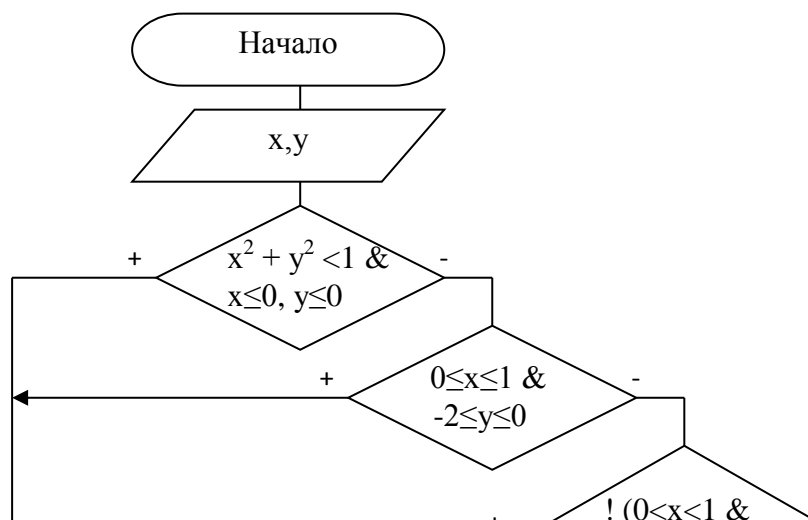 Начало
x,y
+
x² + y² <1 &
x≤0, y≤0
-
+
0≤x≤1 &
-2≤y≤0
-
+
! (0<x<1 &